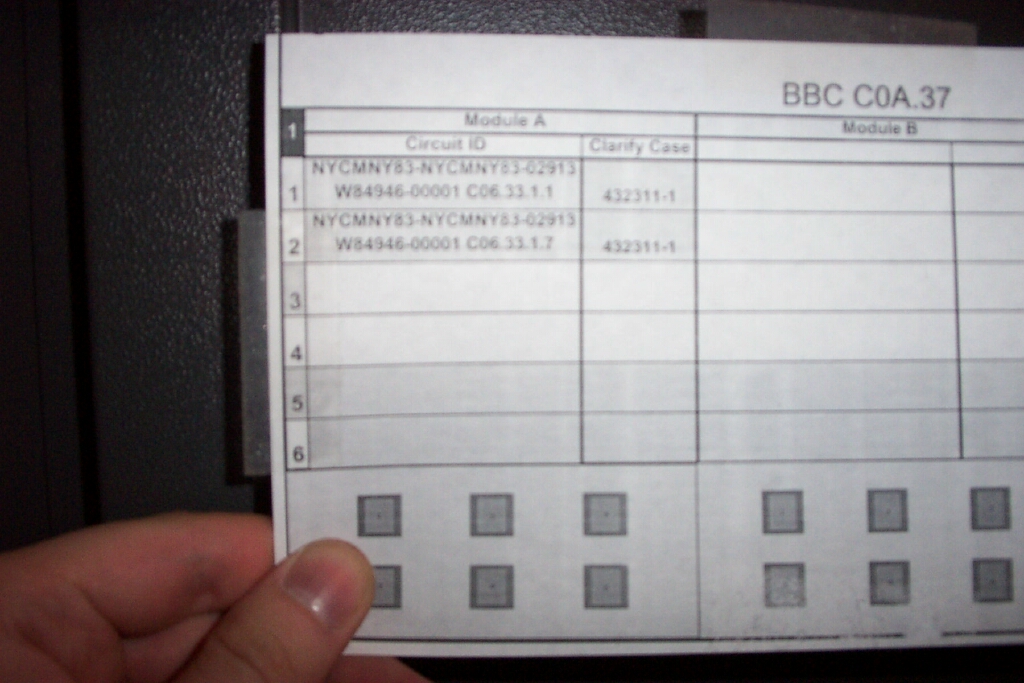 BBC C0A.37
1
Module A
Module B
Circuit ID
Clarify Case
1
NYCMNY83-NYCMNY83-02913
W84946-00001 C06.33.1.1
432311-1
2
NYCMNY83-NYCMNY83-02913
W84946-00001 C06.33.1.7
432311-1
3
4
5
6